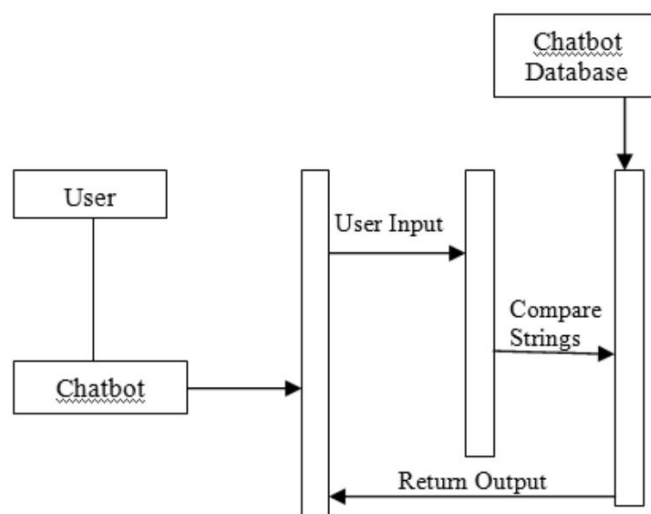 Chatbot
Database
User
User Input
Compare
Strings
Chatbot
Return Output